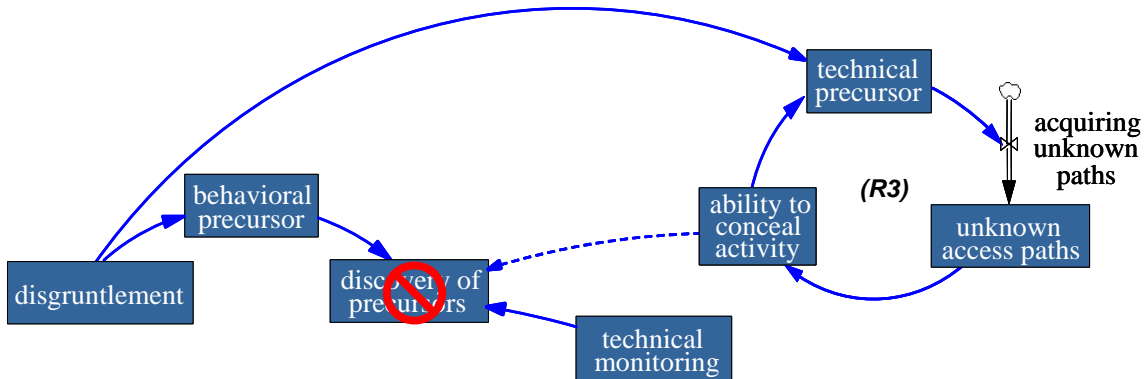 technical
precursor
acquiring
unknown
paths
behavioral
precursor
(R3)
ability to
conceal
activity
unknown
access paths
disgruntlement
discovery of
precursors
technical
monitoring